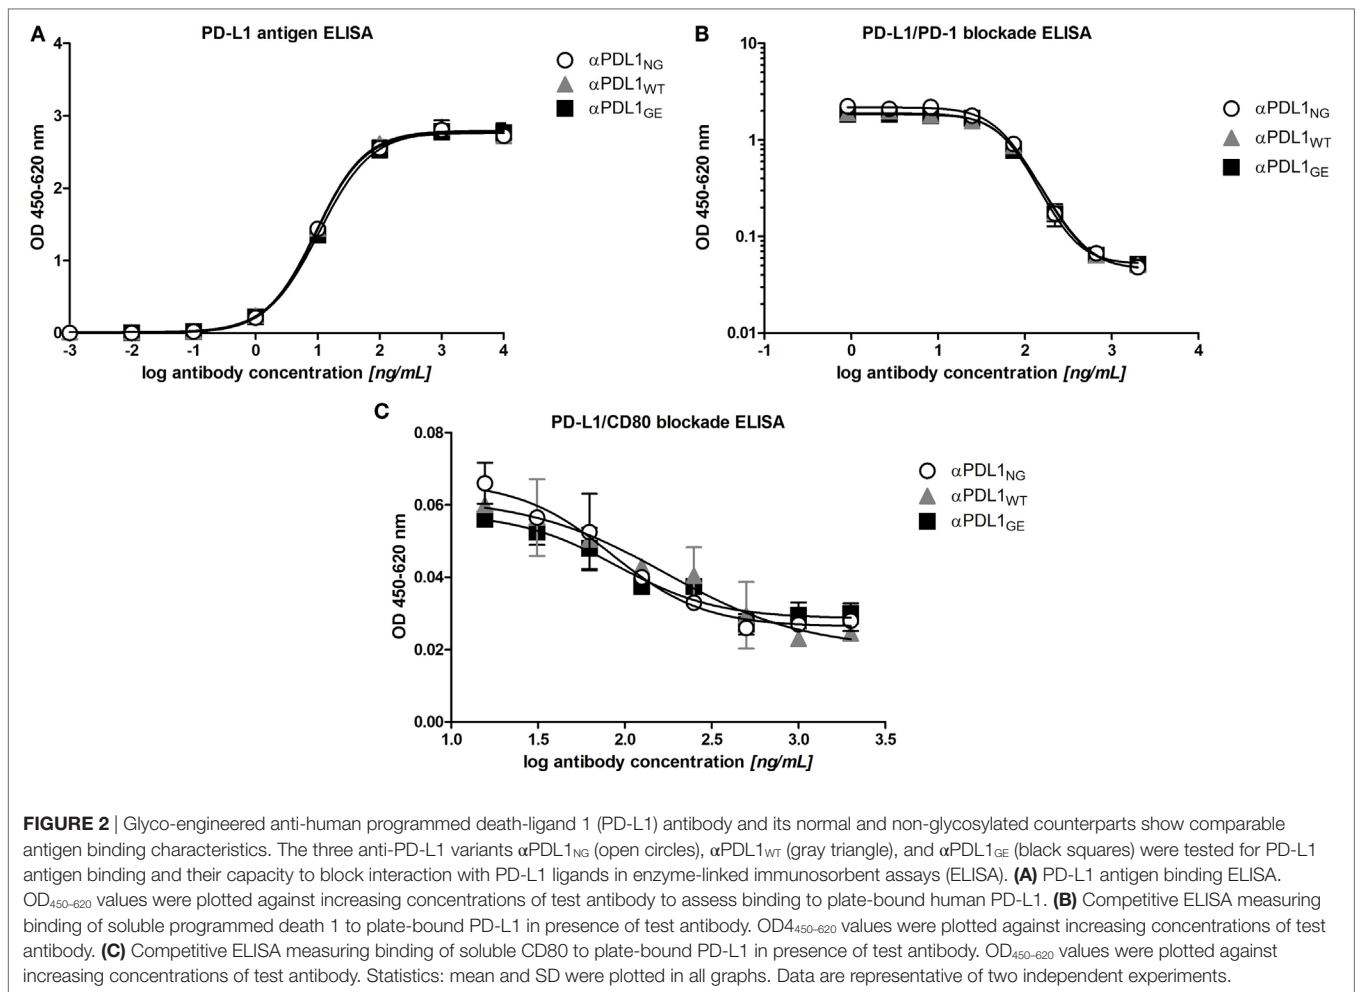 A
PD-L1 antigen ELISA
OD 450-620 nm
4
3
2
1
0
-3 -2 -1 0 1 2 3 4
log antibody concentration [ng/mL]
αPDL1NG
αPDL1WT
αPDL1GE
B
PD-L1/PD-1 blockade ELISA
OD 450-620 nm
10
1
0.1
0.01
-1 0 1 2 3 4
log antibody concentration [ng/mL]
αPDL1NG
αPDL1WT
αPDL1GE
C
PD-L1/CD80 blockade ELISA
OD 450-620 nm
0.08
0.06
0.04
0.02
0.00
1.0 1.5 2.0 2.5 3.0 3.5
log antibody concentration [ng/mL]
αPDL1NG
αPDL1WT
αPDL1GE
FIGURE 2 | Glyco-engineered anti-human programmed death-ligand 1 (PD-L1) antibody and its normal and non-glycosylated counterparts show comparable
antigen binding characteristics. The three anti-PD-L1 variants αPDL1NG (open circles), αPDL1WT (gray triangle), and αPDL1GE (black squares) were tested for PD-L1
antigen binding and their capacity to block interaction with PD-L1 ligands in enzyme-linked immunosorbent assays (ELISA). (A) PD-L1 antigen binding ELISA.
OD450–620 values were plotted against increasing concentrations of test antibody to assess binding to plate-bound human PD-L1. (B) Competitive ELISA measuring
binding of soluble programmed death 1 to plate-bound PD-L1 in presence of test antibody. OD4450–620 values were plotted against increasing concentrations of test
antibody. (C) Competitive ELISA measuring binding of soluble CD80 to plate-bound PD-L1 in presence of test antibody. OD450–620 values were plotted against
increasing concentrations of test antibody. Statistics: mean and SD were plotted in all graphs. Data are representative of two independent experiments.